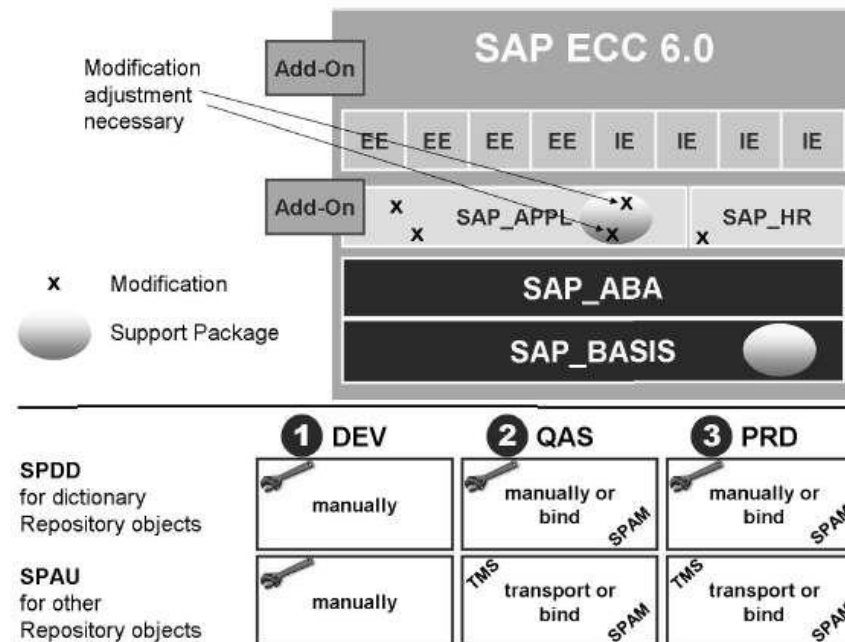 SAP ECC 6.0
Add-On
Modification
adjustment
necessary
EE EE EE EE IE IE IE IE
Add-On
x
SAP_APPL
x
x
x
SAP_HR
x
x Modification
SAP_ABA
Support Package
SAP_BASIS
1 DEV 2 QAS 3 PRD
SPDD
for dictionary
Repository objects
manually
manually or
bind
SPAM
manually or
bind
SPAM
SPAU
for other
Repository objects
manually
TMS
transport or
bind
SPAM
TMS
transport or
bind
SPAM